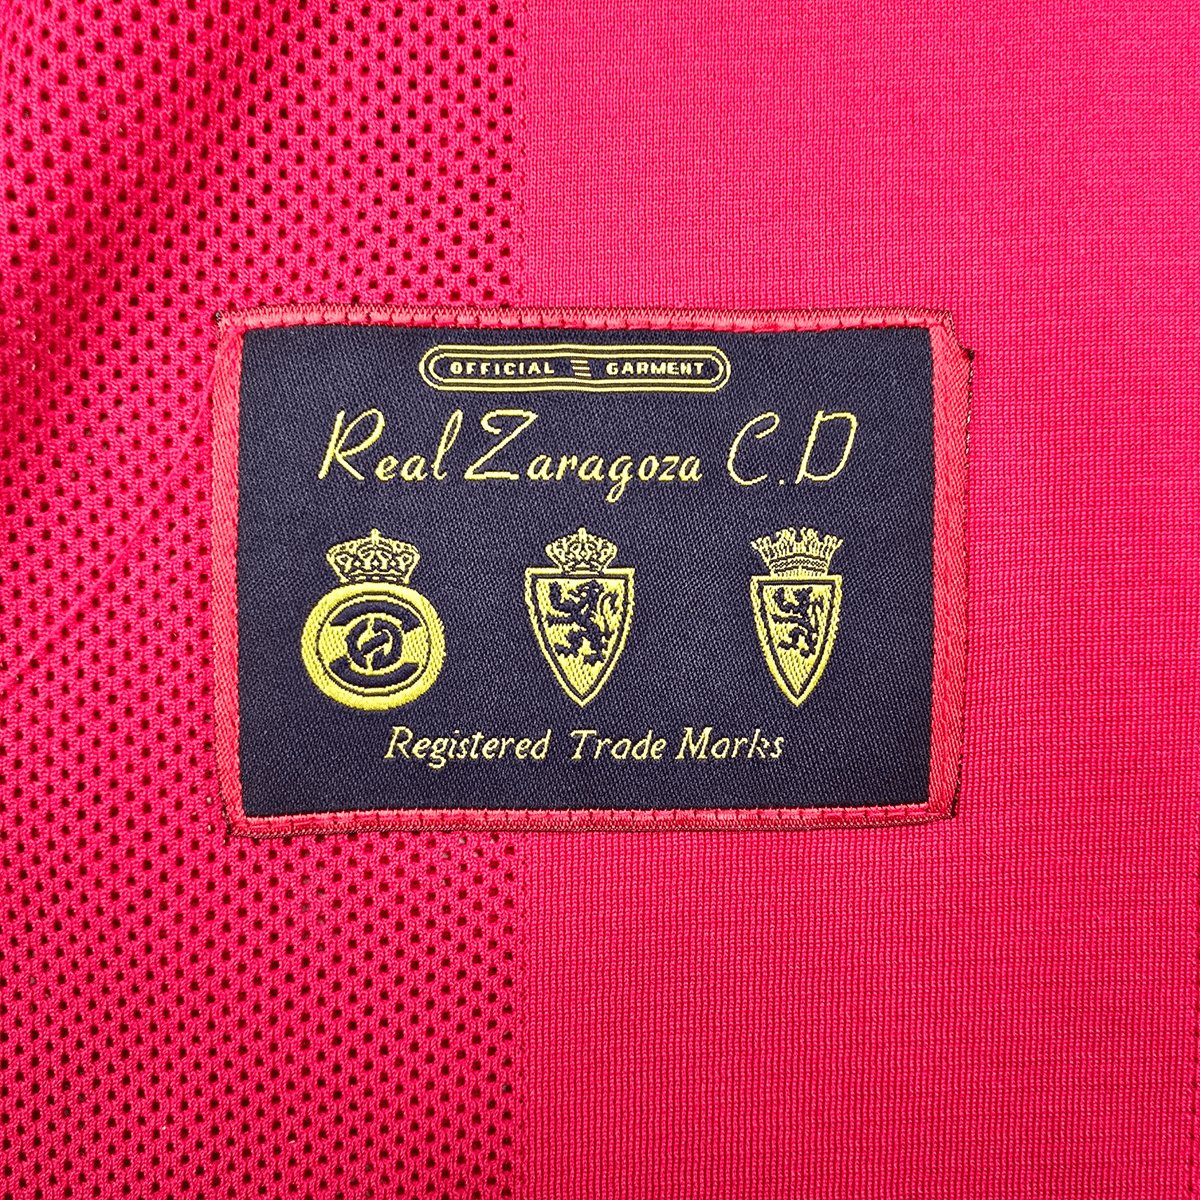 OFFICIAL GARMENT
Real Zaragoza C.D
Registered Trade Marks